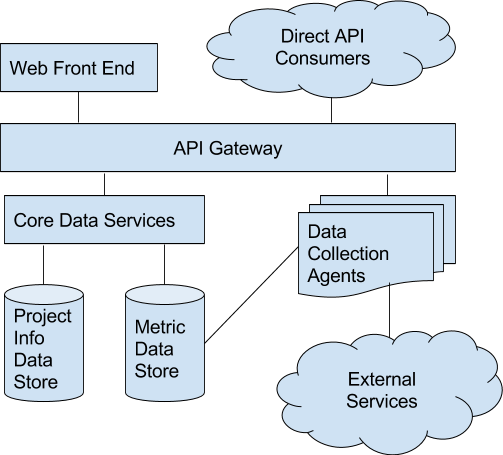 Direct API
Consumers
Web Front End
API Gateway
Core Data Services
Data
Collection
Agents
Project
Info
Data
Store
Metric
Data
Store
External
Services